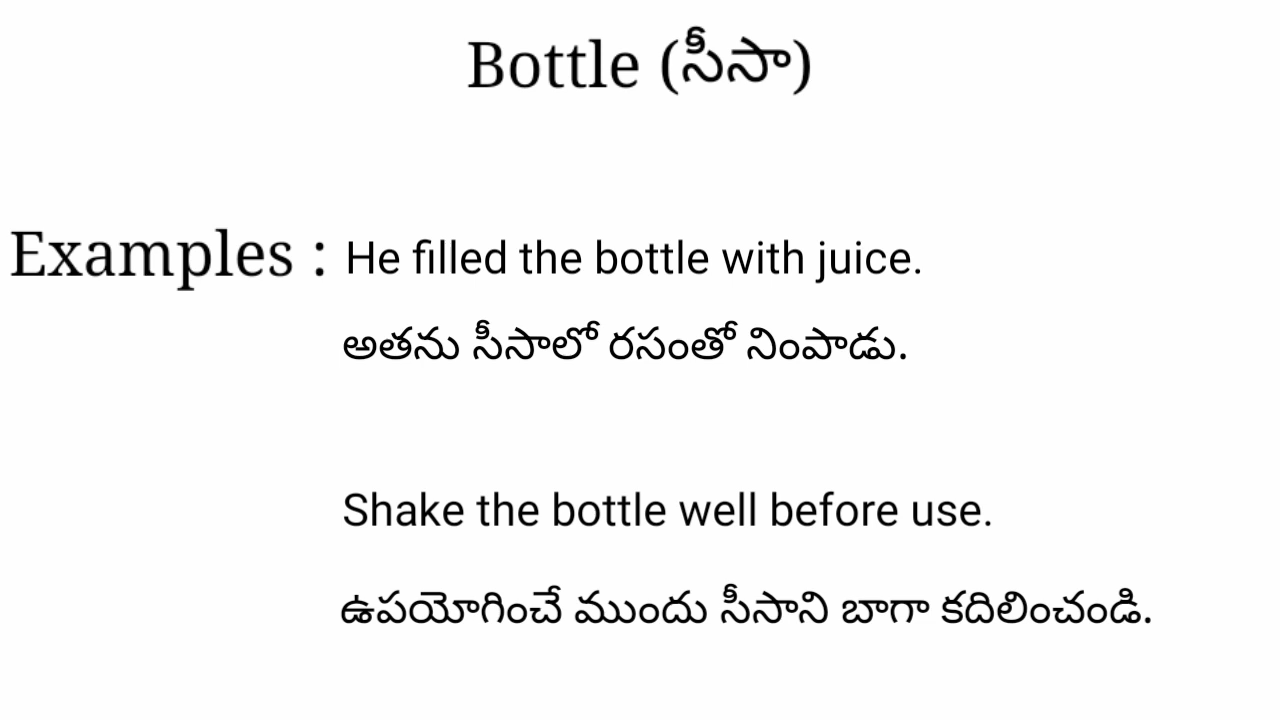 Bottle (సీసా)
Examples : He filled the bottle with juice.
అతను సీసాలో రసంతో నింపాడు.
Shake the bottle well before use.
ఉపయోగించే ముందు సీసాని బాగా కదిలించండి.